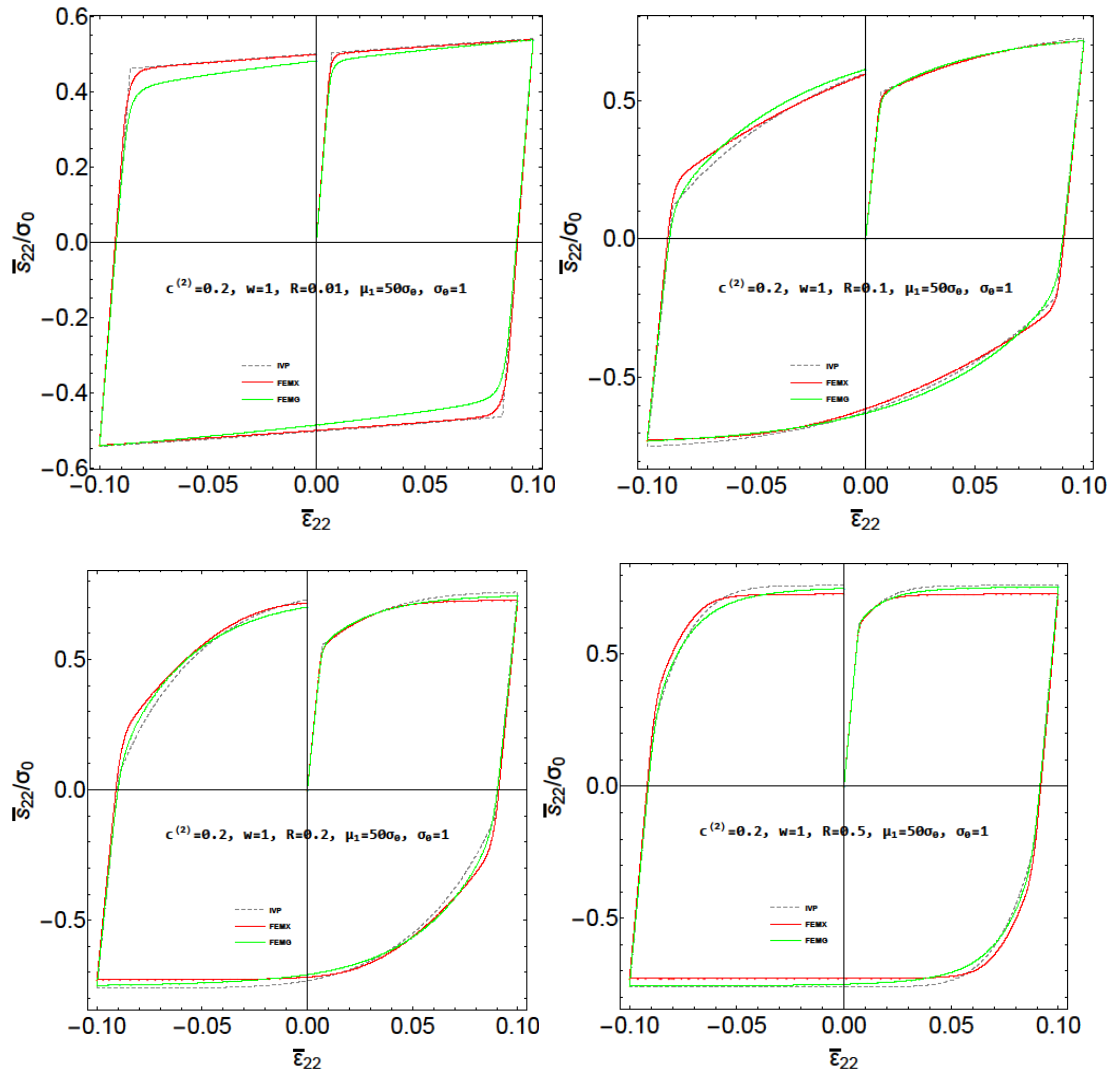 0.6
0.4
0.2
0.0
−0.2
−0.4
−0.6
s̅₂₂/σ₀
c⁽²⁾=0.2, w=1, R=0.01, μ₁=50σ₀, σ₀=1
IVP
FEMX
FEMG
−0.10 −0.05 0.00 0.05 0.10
ε̅₂₂
0.5
0.0
−0.5
s̅₂₂/σ₀
c⁽²⁾=0.2, w=1, R=0.1, μ₁=50σ₀, σ₀=1
IVP
FEMX
FEMG
−0.10 −0.05 0.00 0.05 0.10
ε̅₂₂
0.5
0.0
−0.5
s̅₂₂/σ₀
c⁽²⁾=0.2, w=1, R=0.2, μ₁=50σ₀, σ₀=1
IVP
FEMX
FEMG
−0.10 −0.05 0.00 0.05 0.10
ε̅₂₂
0.5
0.0
−0.5
s̅₂₂/σ₀
c⁽²⁾=0.2, w=1, R=0.5, μ₁=50σ₀, σ₀=1
IVP
FEMX
FEMG
−0.10 −0.05 0.00 0.05 0.10
ε̅₂₂